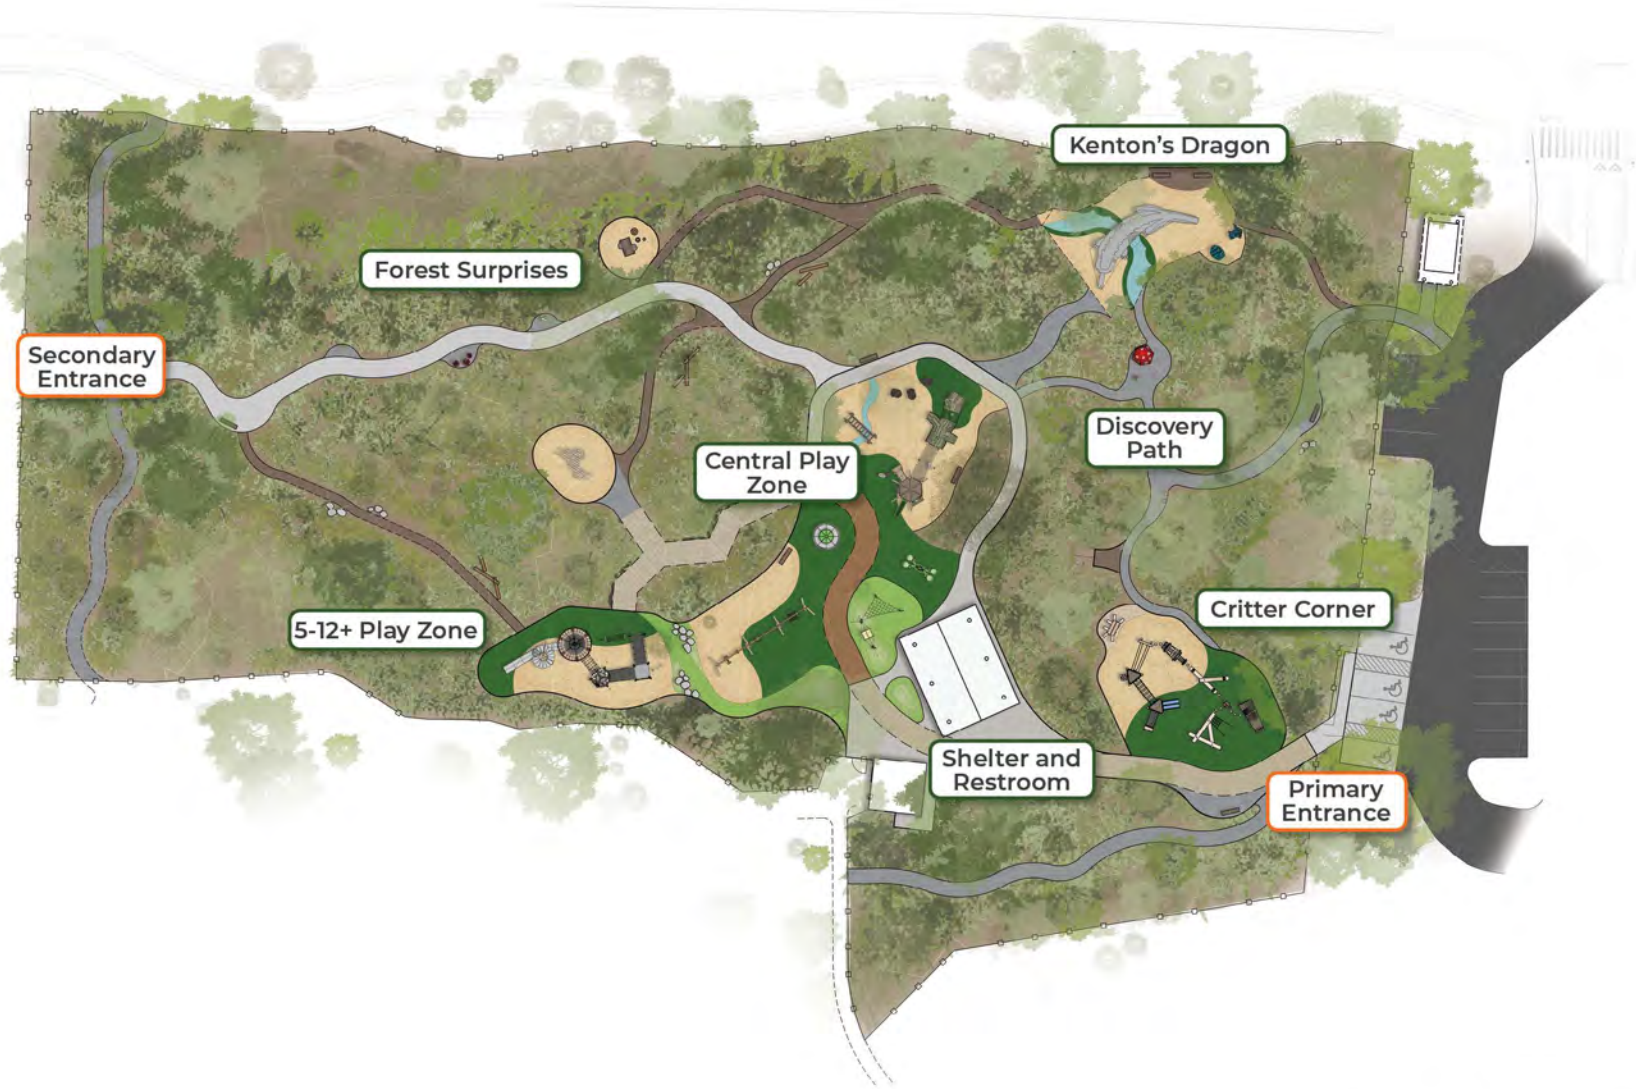 Kenton's Dragon
Forest Surprises
Secondary
Entrance
Discovery
Path
Central Play
Zone
5-12+ Play Zone
Critter Corner
Shelter and
Restroom
Primary
Entrance